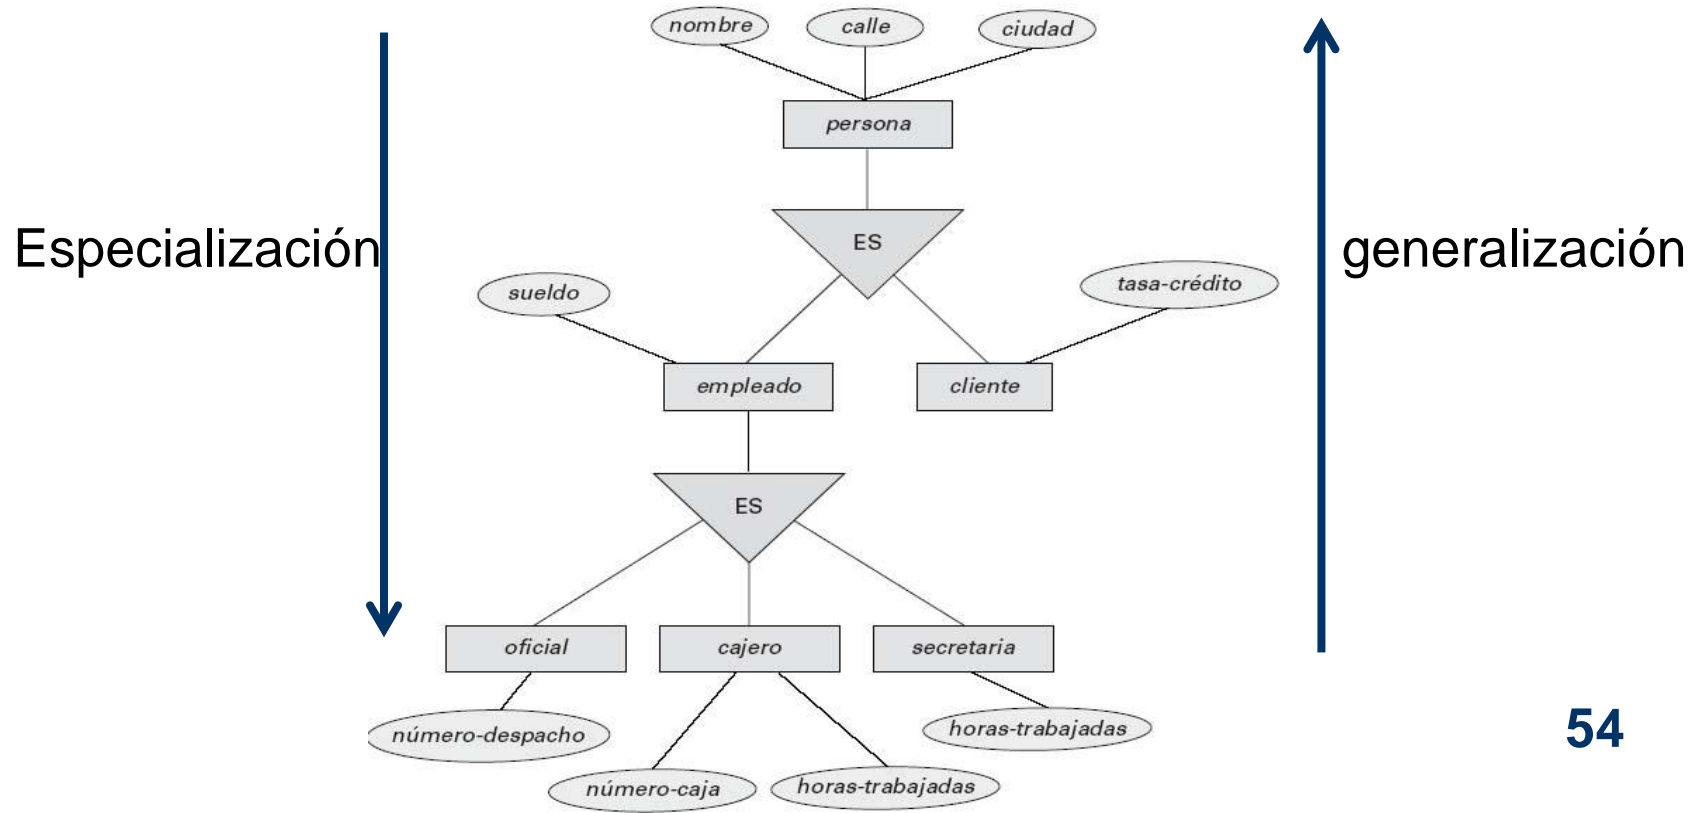 nombre
calle
ciudad
persona
ES
Especialización
generalización
sueldo
tasa-crédito
empleado
cliente
ES
oficial
cajero
secretaria
número-despacho
horas-trabajadas
número-caja
horas-trabajadas
54